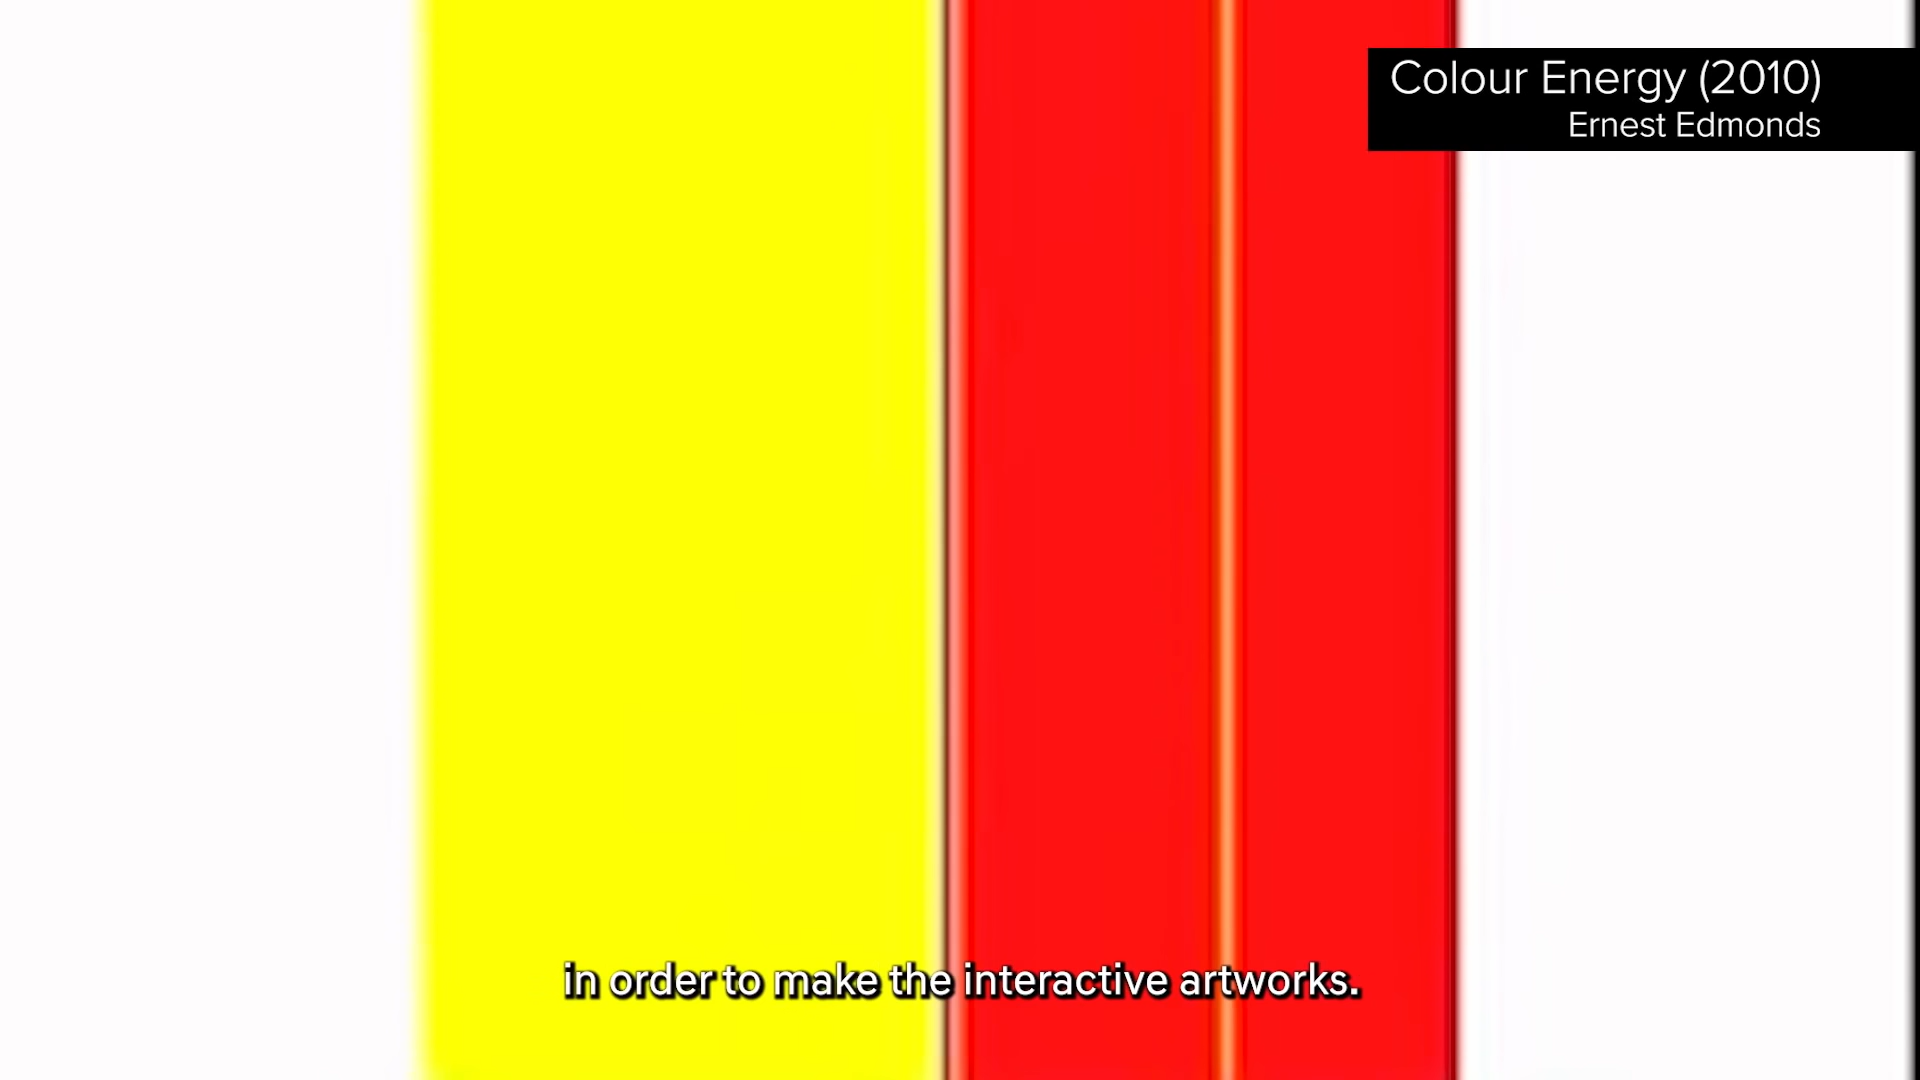 Colour Energy (2010)
Ernest Edmonds
in order to make the interactive artworks.